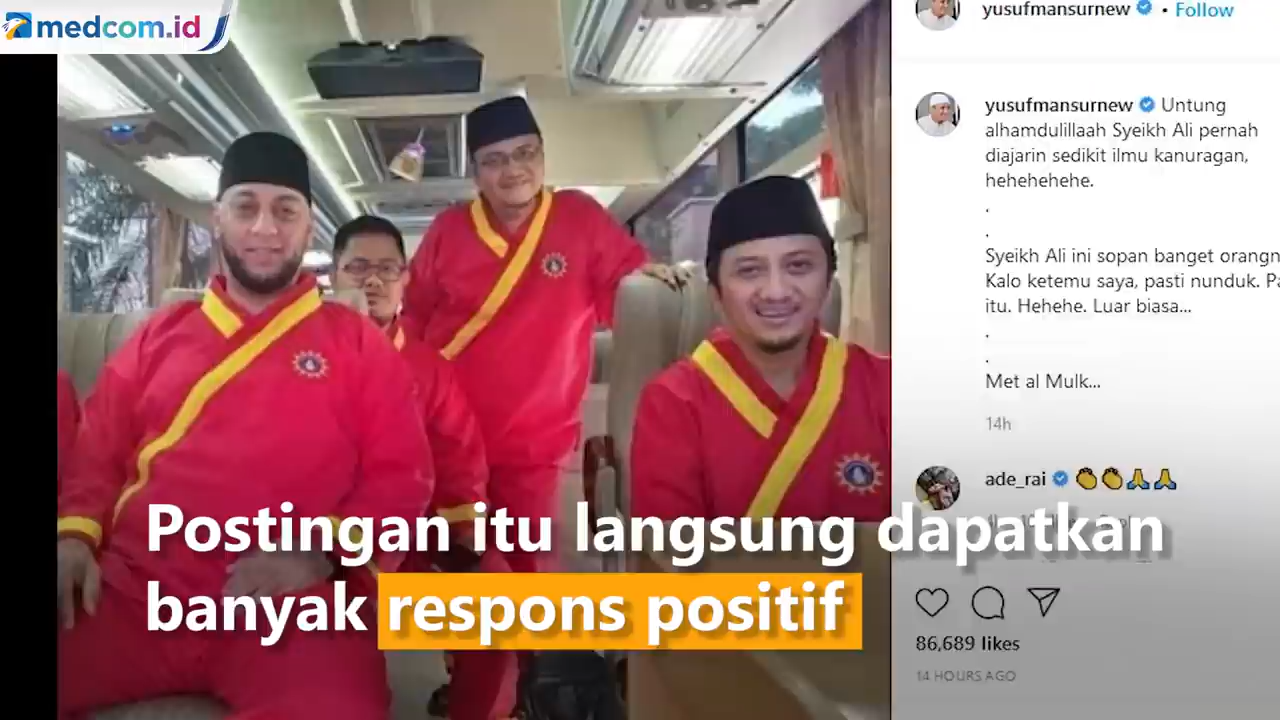 medcom.id
yusufmansurnew • Follow
yusufmansurnew Untung
alhamdulillaah Syeikh Ali pernah
diajarin sedikit ilmu kanuragan,
hehehehehe.
.
.
Syeikh Ali ini sopan banget
Kalo ketemu saya, pasti nunduk.
itu. Hehehe. Luar biasa...
.
.
Met al Mulk...
14h
ade_rai 👏👏🙏🙏
Postingan itu langsung dapatkan
banyak respons positif
86,689 likes
14 HOURS AGO